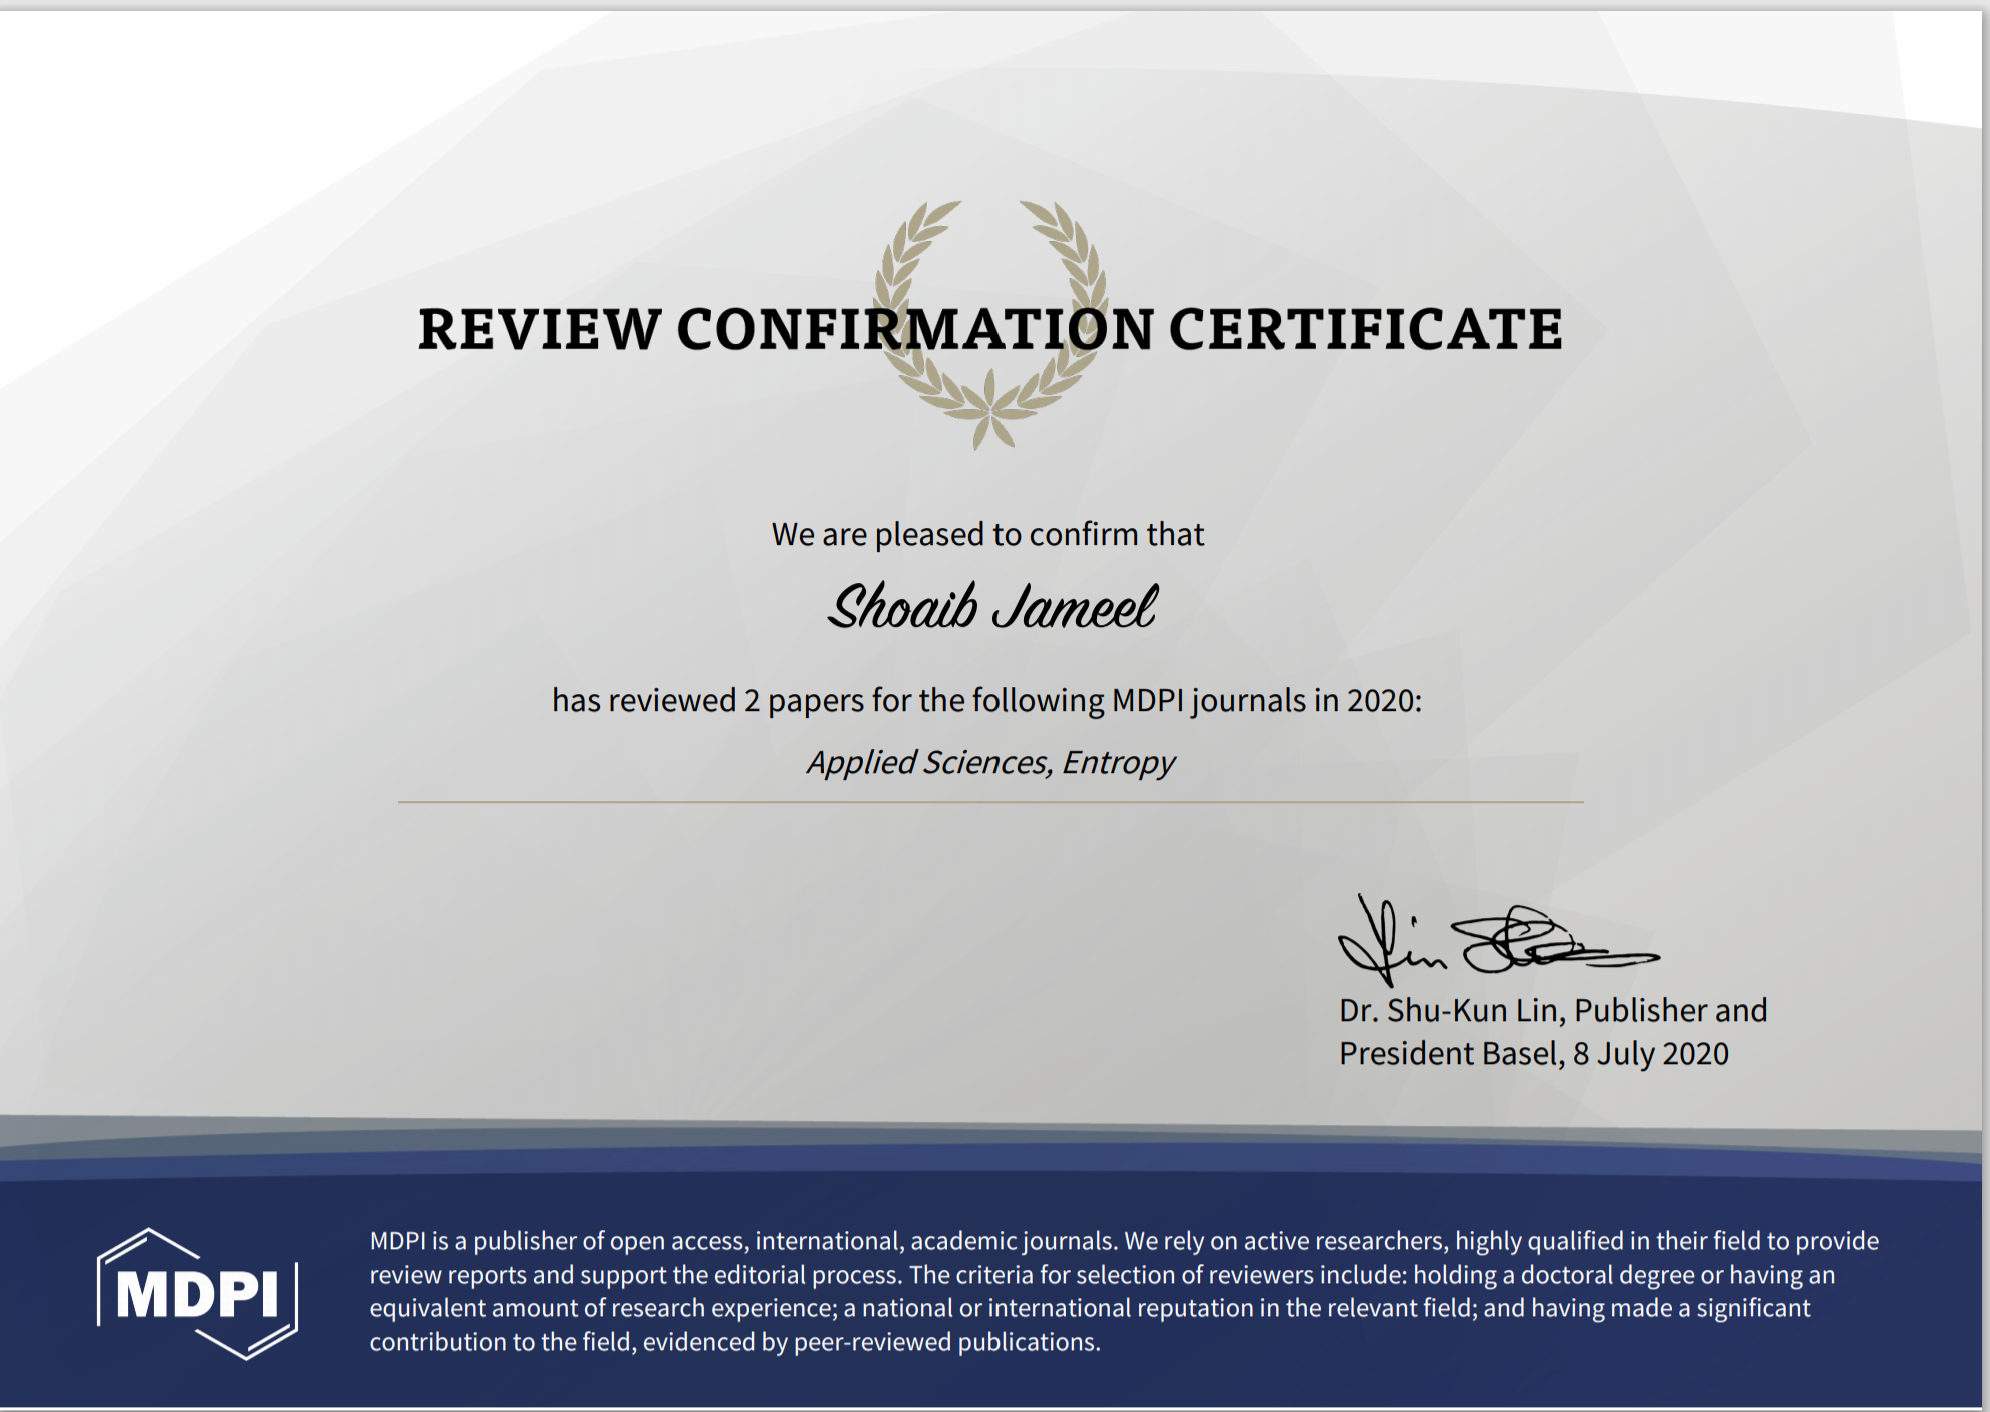 REVIEW CONFIRMATION CERTIFICATE
We are pleased to confirm that
Shoaib Jameel
has reviewed 2 papers for the following MDPI journals in 2020:
Applied Sciences, Entropy
Dr. Shu-Kun Lin, Publisher and
President Basel, 8 July 2020
MDPI
MDPI is a publisher of open access, international, academic journals. We rely on active researchers, highly qualified in their field to provide
review reports and support the editorial process. The criteria for selection of reviewers include: holding a doctoral degree or having an
equivalent amount of research experience; a national or international reputation in the relevant field; and having made a significant
contribution to the field, evidenced by peer-reviewed publications.